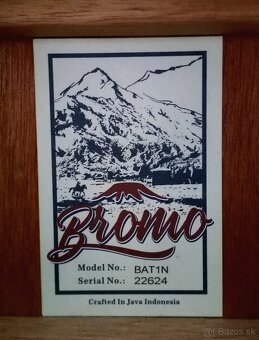 Bromo
Model No.: BAT1N
Serial No.: 22624
Crafted In Java Indonesia
Bazos.sk